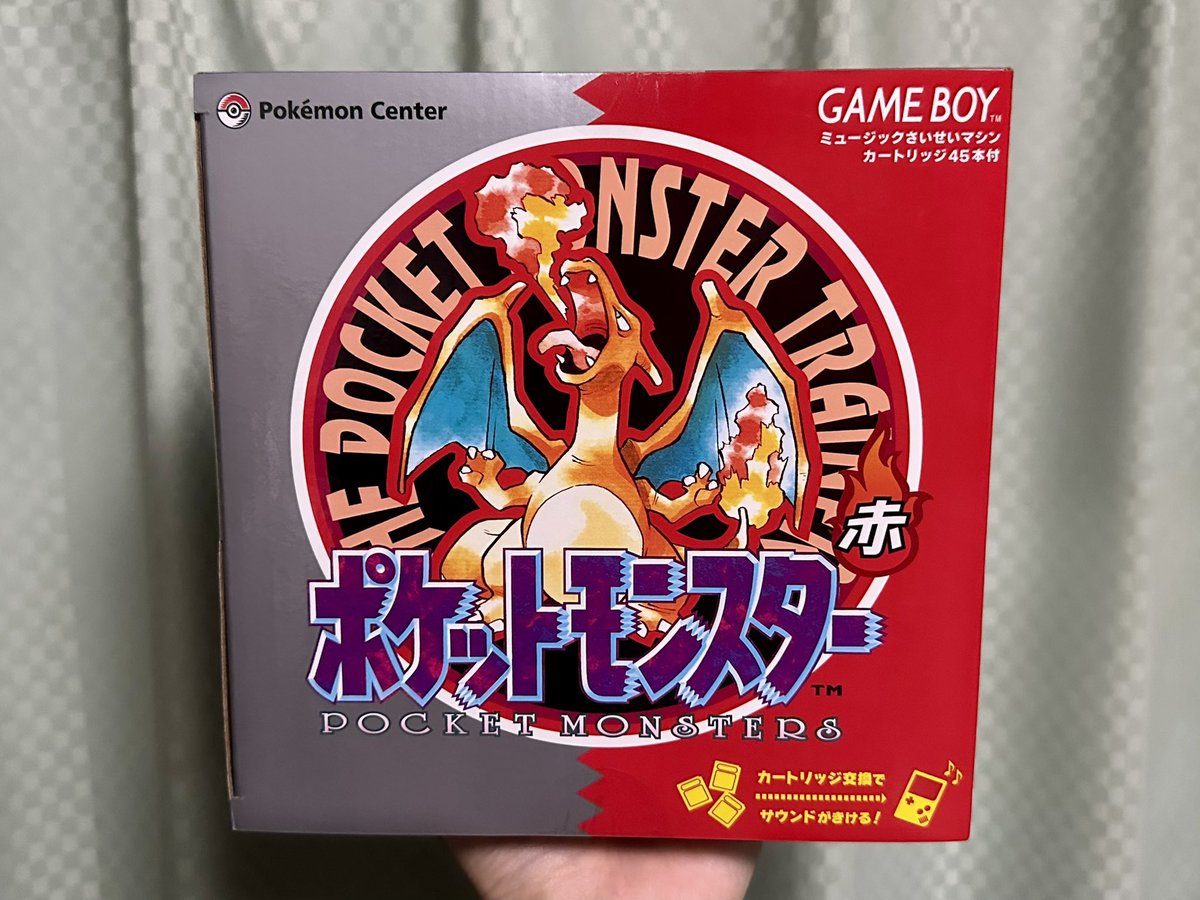 Pokémon Center
GAME BOY™
ミュージックさいせいマシン
カートリッジ45本付
THE POCKET MONSTER TRAINER
赤
ポケットモンスター™
POCKET MONSTERS
カートリッジ交換で
サウンドがきける!